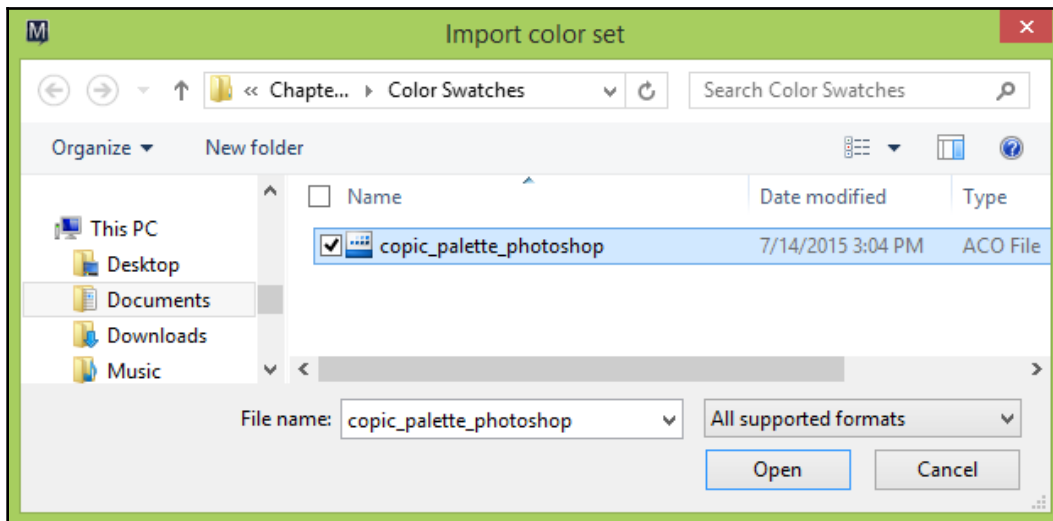 M
Import color set
« Chapte... Color Swatches
Search Color Swatches
Organize
New folder
Name
Date modified
Type
This PC
Desktop
Documents
Downloads
Music
copic_palette_photoshop
7/14/2015 3:04 PM
ACO File
File name:
copic_palette_photoshop
All supported formats
Open
Cancel